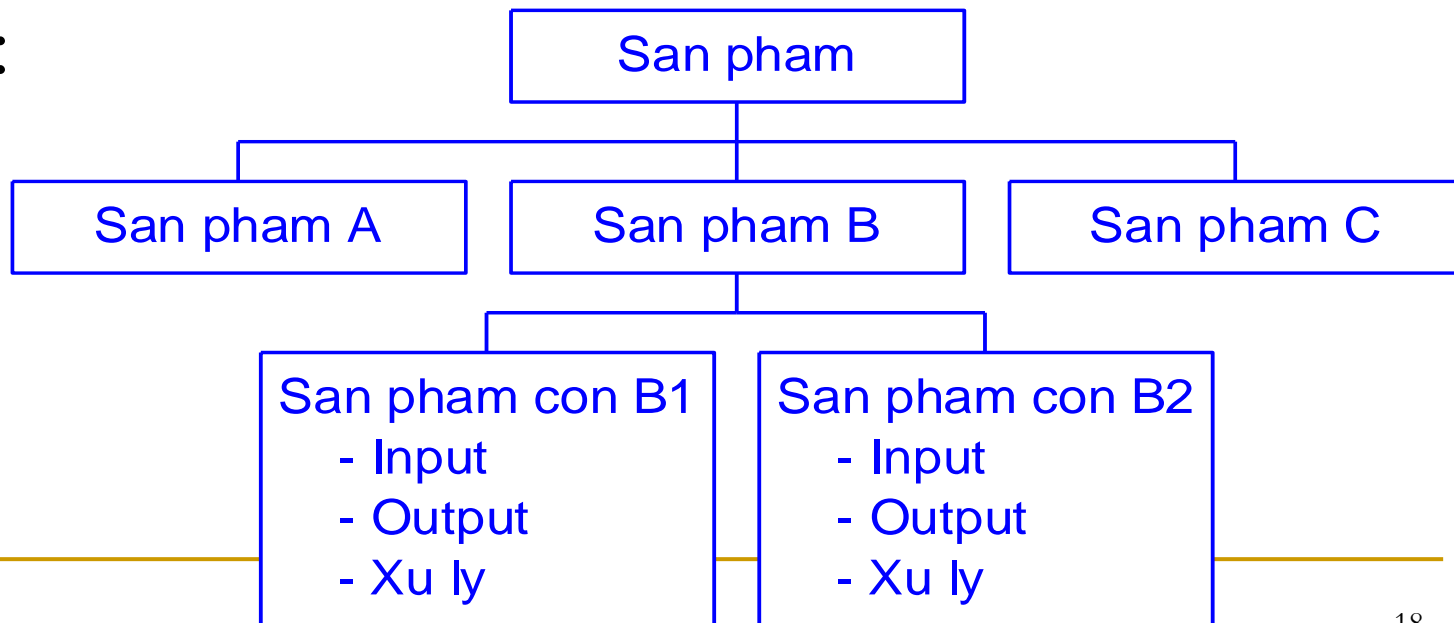 :
San pham
San pham A
San pham B
San pham C
San pham con B1
- Input
- Output
- Xu ly
San pham con B2
- Input
- Output
- Xu ly
18